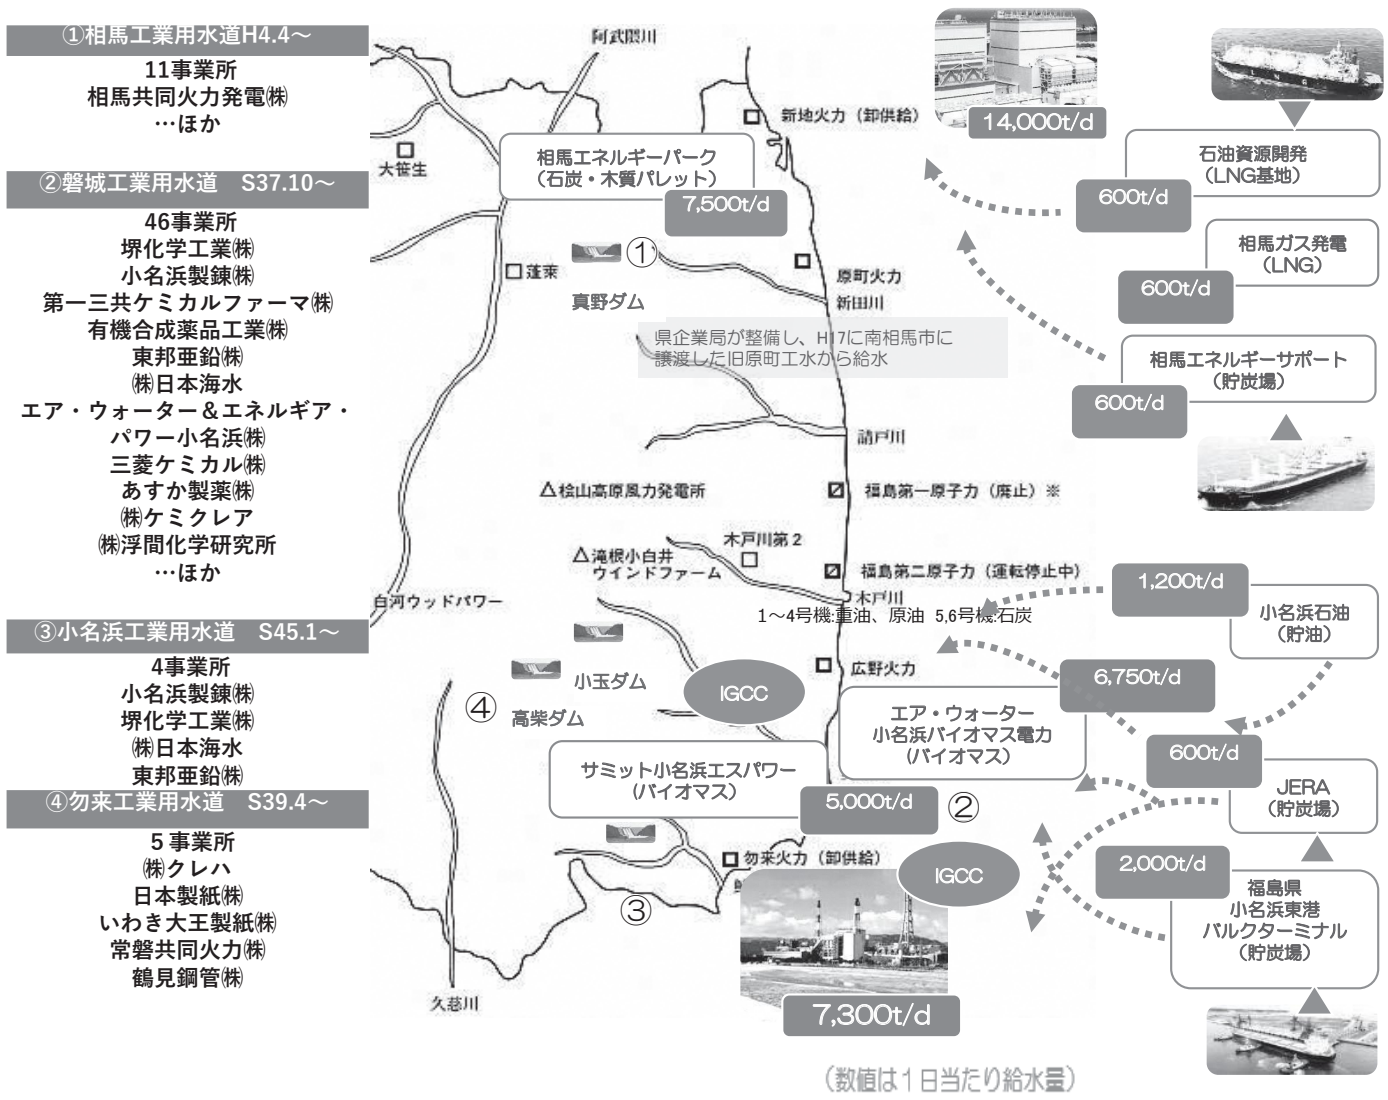 ①相馬工業用水道H4.4～
11事業所
相馬共同火力発電㈱
…ほか
②磐城工業用水道　S37.10～
46事業所
堺化学工業㈱
小名浜製錬㈱
第一三共ケミカルファーマ㈱
有機合成薬品工業㈱
東邦亜鉛㈱
㈱日本海水
エア・ウォーター＆エネルギア・
パワー小名浜㈱
三菱ケミカル㈱
あすか製薬㈱
㈱ケミクレア
㈱浮間化学研究所
…ほか
③小名浜工業用水道　S45.1～
4事業所
小名浜製錬㈱
堺化学工業㈱
㈱日本海水
東邦亜鉛㈱
④勿来工業用水道　S39.4～
5 事業所
㈱クレハ
日本製紙㈱
いわき大王製紙㈱
常磐共同火力㈱
鶴見鋼管㈱
阿武隈川
新地火力（卸供給）
大笹生
相馬エネルギーパーク
（石炭・木質パレット）
7,500t/d
①
蓬莱
真野ダム
原町火力
新田川
県企業局が整備し、H17に南相馬市に
譲渡した旧原町工水から給水
請戸川
桧山高原風力発電所
福島第一原子力（廃止）※
木戸川第2
滝根小白井
ウインドファーム
福島第二原子力（運転停止中）
木戸川
白河ウッドパワー
1～4号機:重油、原油 5,6号機:石炭
広野火力
小玉ダム
IGCC
④
高柴ダム
エア・ウォーター
小名浜バイオマス電力
(バイオマス)
6,750t/d
サミット小名浜エスパワー
(バイオマス)
5,000t/d
②
勿来火力（卸供給）
IGCC
③
7,300t/d
久慈川
14,000t/d
LNG
石油資源開発
(LNG基地)
600t/d
相馬ガス発電
(LNG)
600t/d
相馬エネルギーサポート
(貯炭場)
600t/d
1,200t/d
小名浜石油
(貯油)
600t/d
JERA
(貯炭場)
2,000t/d
福島県
小名浜東港
バルクターミナル
(貯炭場)
（数値は１日当たり給水量）